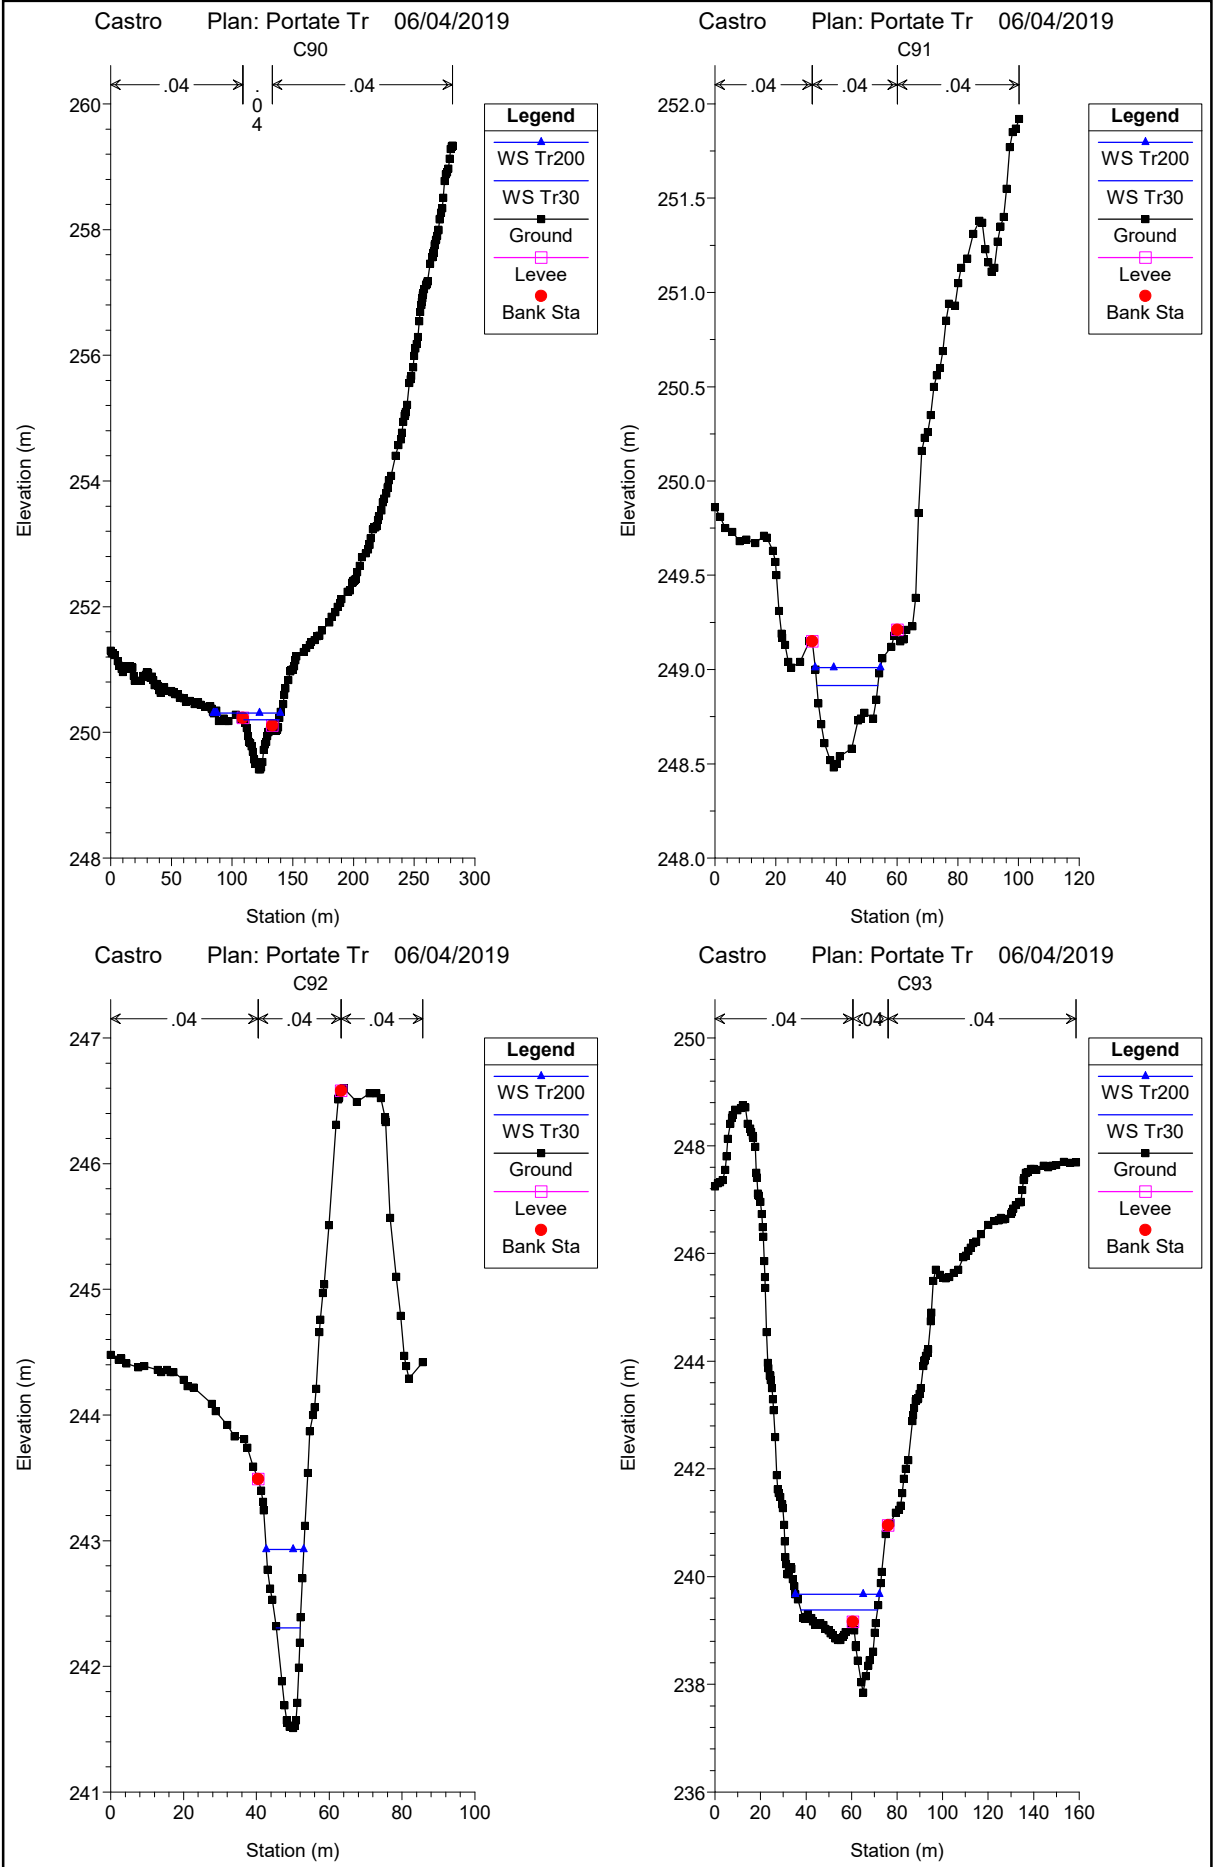 Castro Plan: Portate Tr 06/04/2019
C90
.04 .04 .04
260
258
256
254
252
250
248
0 50 100 150 200 250 300
Elevation (m)
Station (m)
Legend
WS Tr200
WS Tr30
Ground
Levee
Bank Sta
Castro Plan: Portate Tr 06/04/2019
C91
.04 .04 .04
252.0
251.5
251.0
250.5
250.0
249.5
249.0
248.5
248.0
0 20 40 60 80 100 120
Elevation (m)
Station (m)
Legend
WS Tr200
WS Tr30
Ground
Levee
Bank Sta
Castro Plan: Portate Tr 06/04/2019
C92
.04 .04 .04
247
246
245
244
243
242
241
0 20 40 60 80 100
Elevation (m)
Station (m)
Legend
WS Tr200
WS Tr30
Ground
Levee
Bank Sta
Castro Plan: Portate Tr 06/04/2019
C93
.04 .04 .04
250
248
246
244
242
240
238
236
0 20 40 60 80 100 120 140 160
Elevation (m)
Station (m)
Legend
WS Tr200
WS Tr30
Ground
Levee
Bank Sta